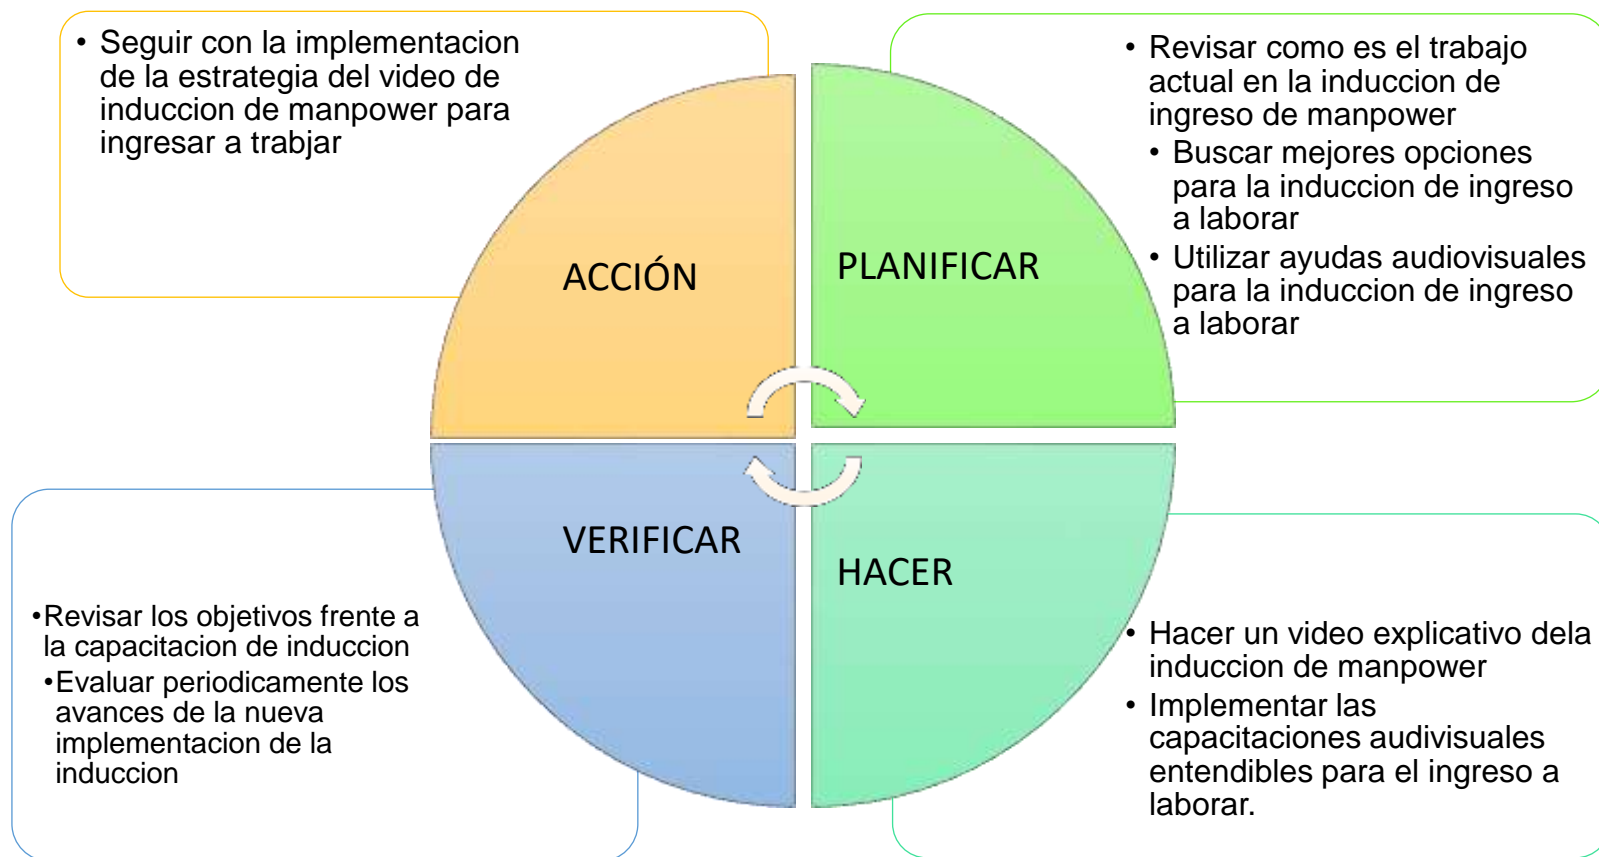 • Seguir con la implementacion
de la estrategia del video de
induccion de manpower para
ingresar a trabjar
ACCIÓN
• Revisar como es el trabajo
actual en la induccion de
ingreso de manpower
• Buscar mejores opciones
para la induccion de ingreso
a laborar
• Utilizar ayudas audiovisuales
para la induccion de ingreso
a laborar
PLANIFICAR
VERIFICAR
•Revisar los objetivos frente a
la capacitacion de induccion
•Evaluar periodicamente los
avances de la nueva
implementacion de la
induccion
HACER
• Hacer un video explicativo dela
induccion de manpower
• Implementar las
capacitaciones audivisuales
entendibles para el ingreso a
laborar.